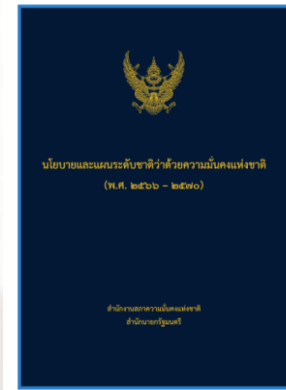 นโยบายและแผนระดับชาติว่าด้วยความมั่นคงแห่งชาติ
(พ.ศ. ๒๕๖๖ – ๒๕๗๐)
สำนักงานสภาความมั่นคงแห่งชาติ
สำนักนายกรัฐมนตรี